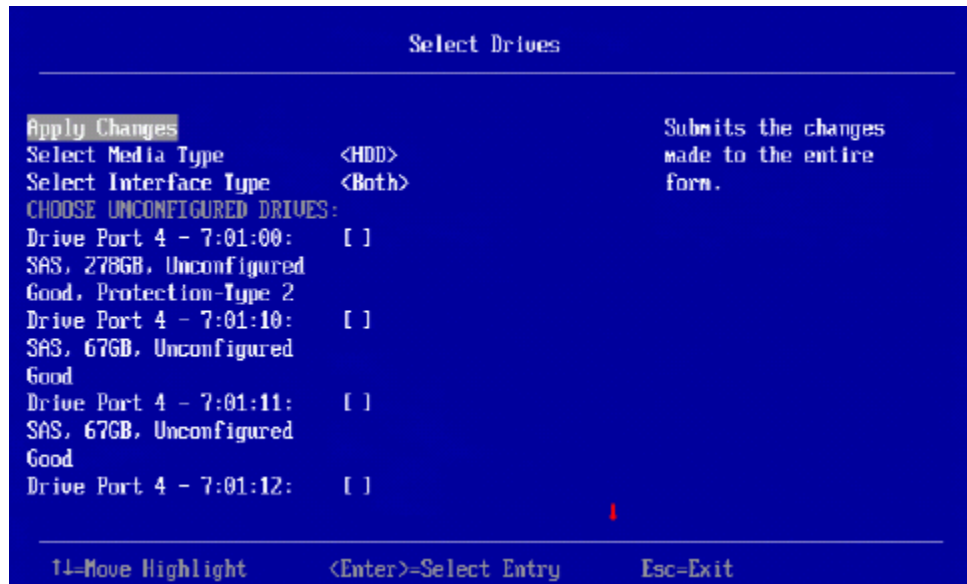 Select Drives
Apply Changes
Submits the changes
Select Media Type <HDD>
made to the entire
Select Interface Type <Both>
form.
CHOOSE UNCONFIGURED DRIVES:
Drive Port 4 - 7:01:00: [ ]
SAS, 278GB, Unconfigured
Good, Protection-Type 2
Drive Port 4 - 7:01:10: [ ]
SAS, 67GB, Unconfigured
Good
Drive Port 4 - 7:01:11: [ ]
SAS, 67GB, Unconfigured
Good
Drive Port 4 - 7:01:12: [ ]
↓
↑↓=Move Highlight <Enter>=Select Entry Esc=Exit